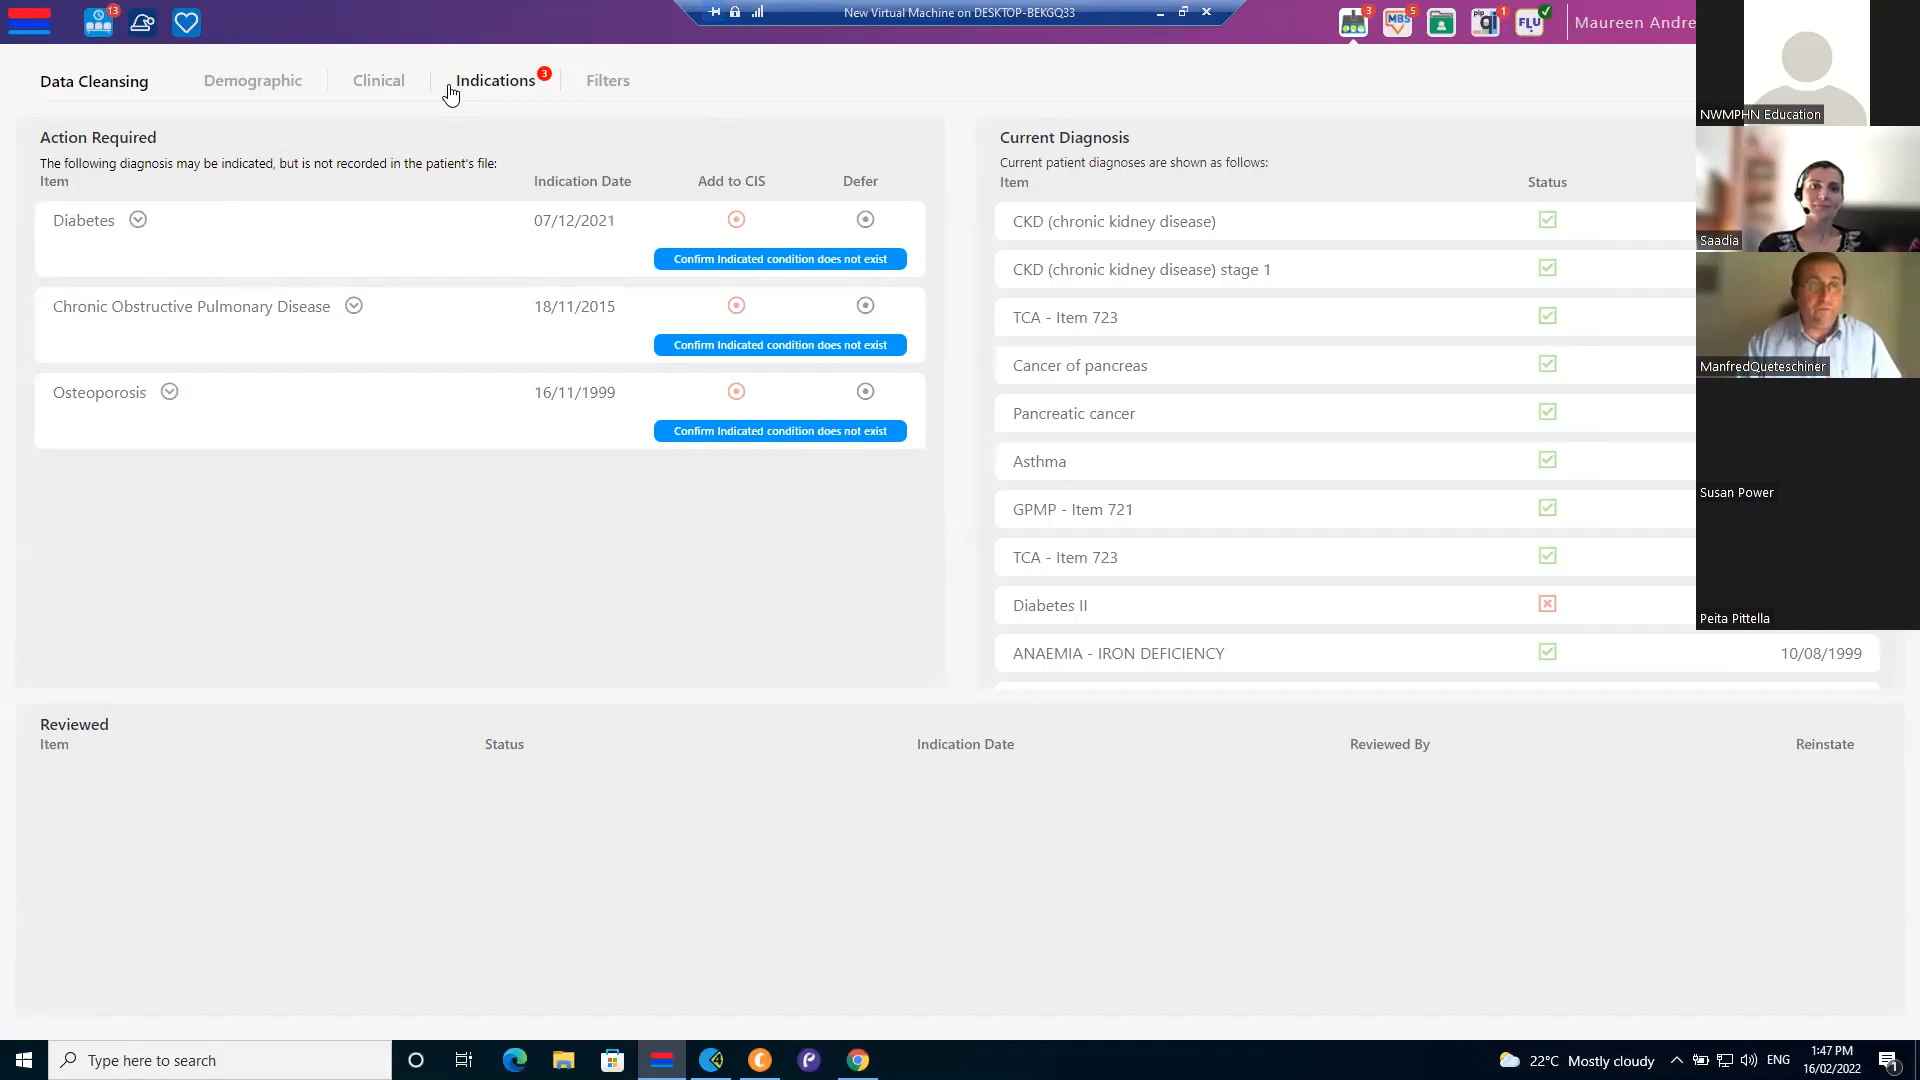 13
New Virtual Machine on DESKTOP-BEKGQ33
3
MBS 5
pip 1
FLU
Maureen Andre
Data Cleansing
Demographic
Clinical
Indications 3
Filters
NWMPHN Education
Saadia
ManfredQueteschiner
Susan Power
Peita Pittella
Action Required
The following diagnosis may be indicated, but is not recorded in the patient's file:
Item Indication Date Add to CIS Defer
Diabetes 07/12/2021
Confirm Indicated condition does not exist
Chronic Obstructive Pulmonary Disease 18/11/2015
Confirm Indicated condition does not exist
Osteoporosis 16/11/1999
Confirm Indicated condition does not exist
Current Diagnosis
Current patient diagnoses are shown as follows:
Item Status
CKD (chronic kidney disease)
CKD (chronic kidney disease) stage 1
TCA - Item 723
Cancer of pancreas
Pancreatic cancer
Asthma
GPMP - Item 721
TCA - Item 723
Diabetes II
ANAEMIA - IRON DEFICIENCY 10/08/1999
Reviewed
Item Status Indication Date Reviewed By Reinstate
Type here to search
22°C Mostly cloudy
ENG
1:47 PM
16/02/2022
1